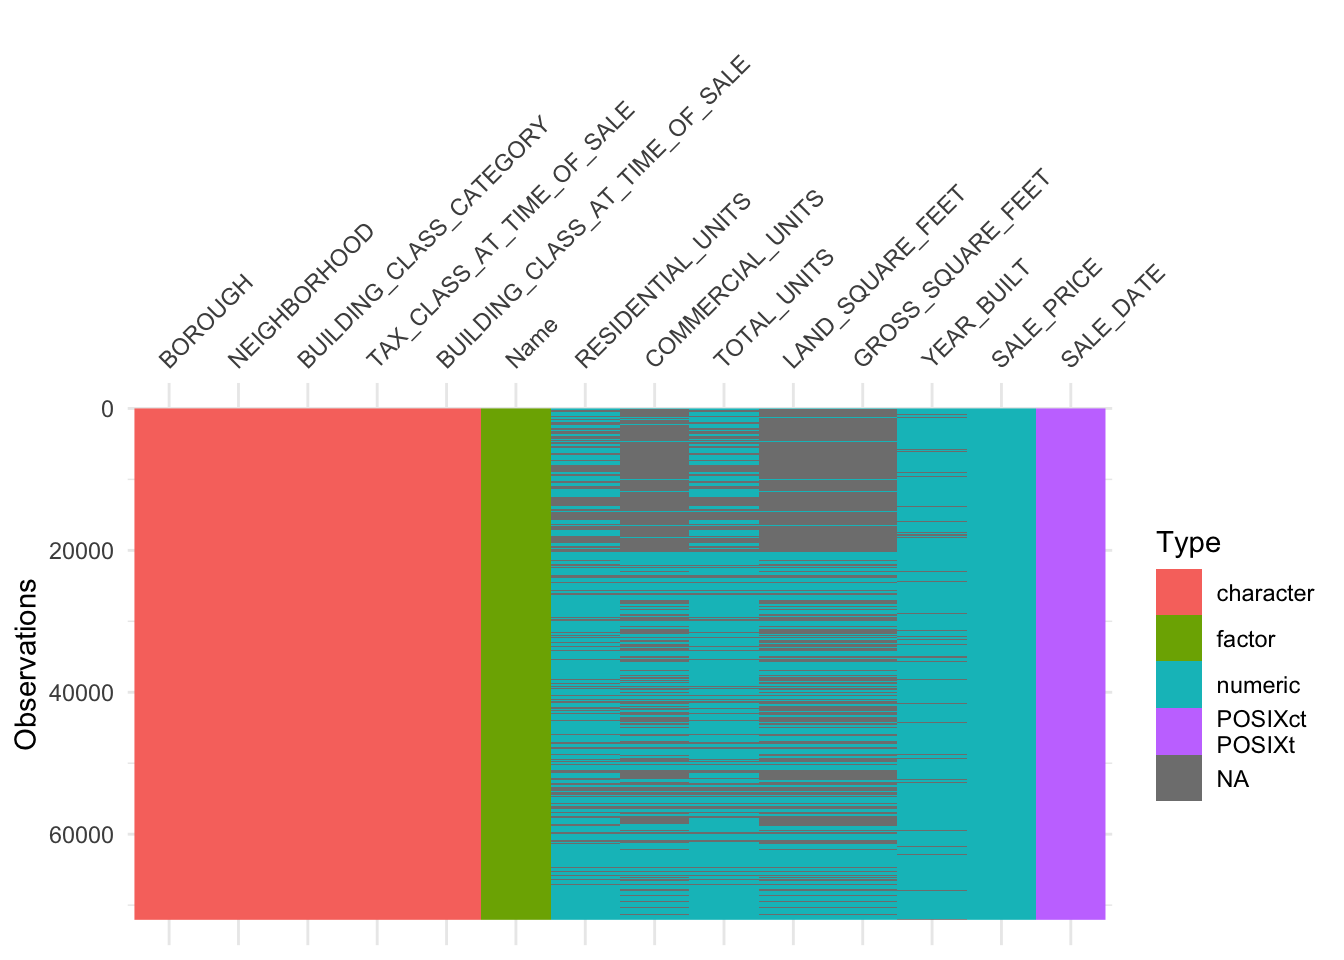 BOROUGH
NEIGHBORHOOD
BUILDING_CLASS_CATEGORY
TAX_CLASS_AT_TIME_OF_SALE
BUILDING_CLASS_AT_TIME_OF_SALE
Name
RESIDENTIAL_UNITS
COMMERCIAL_UNITS
TOTAL_UNITS
LAND_SQUARE_FEET
GROSS_SQUARE_FEET
YEAR_BUILT
SALE_PRICE
SALE_DATE
0
20000
40000
60000
Observations
Type
character
factor
numeric
POSIXct
POSIXt
NA